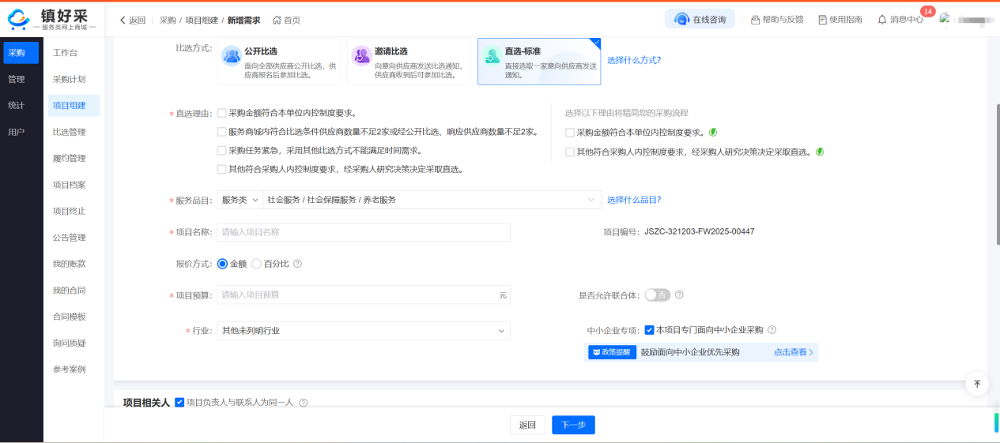 镇好采
服务类网上商城
返回
采购 / 项目组建 / 新增需求
首页
在线咨询
帮助与反馈
使用指南
消息中心
14
采购
管理
统计
用户
工作台
采购计划
项目组建
比选管理
履约管理
项目档案
项目终止
公告管理
我的账款
我的合同
合同模板
询问质疑
参考案例
比选方式:
公开比选
面向全部供应商公开比选，供
应商报名后参加比选。
邀请比选
向意向供应商发送比选通知，
供应商收到后可参加比选。
直选-标准
直接选取一家意向供应商发送
通知。
选择什么方式?
* 直选理由:
采购金额符合本单位内控制度要求。
服务商城内符合比选条件供应商数量不足2家或经公开比选、响应供应商数量不足2家。
采购任务紧急，采用其他比选方式不能满足时间需求。
其他符合采购人内控制度要求，经采购人研究决策决定采取直选。
选择以下理由将精简您的采购流程
采购金额符合本单位内控制度要求。
其他符合采购人内控制度要求，经采购人研究决策决定采取直选。
* 服务品目:
服务类
社会服务 / 社会保障服务 / 养老服务
选择什么品目?
* 项目名称:
请输入项目名称
项目编号: JSZC-321203-FW2025-00447
报价方式:
金额
百分比
* 项目预算:
请输入项目预算
元
是否允许联合体:
否
* 行业:
其他未列明行业
中小企业专项:
本项目专门面向中小企业采购
政策提醒
鼓励面向中小企业优先采购
点击查看
项目相关人
项目负责人与联系人为同一人
返回
下一步